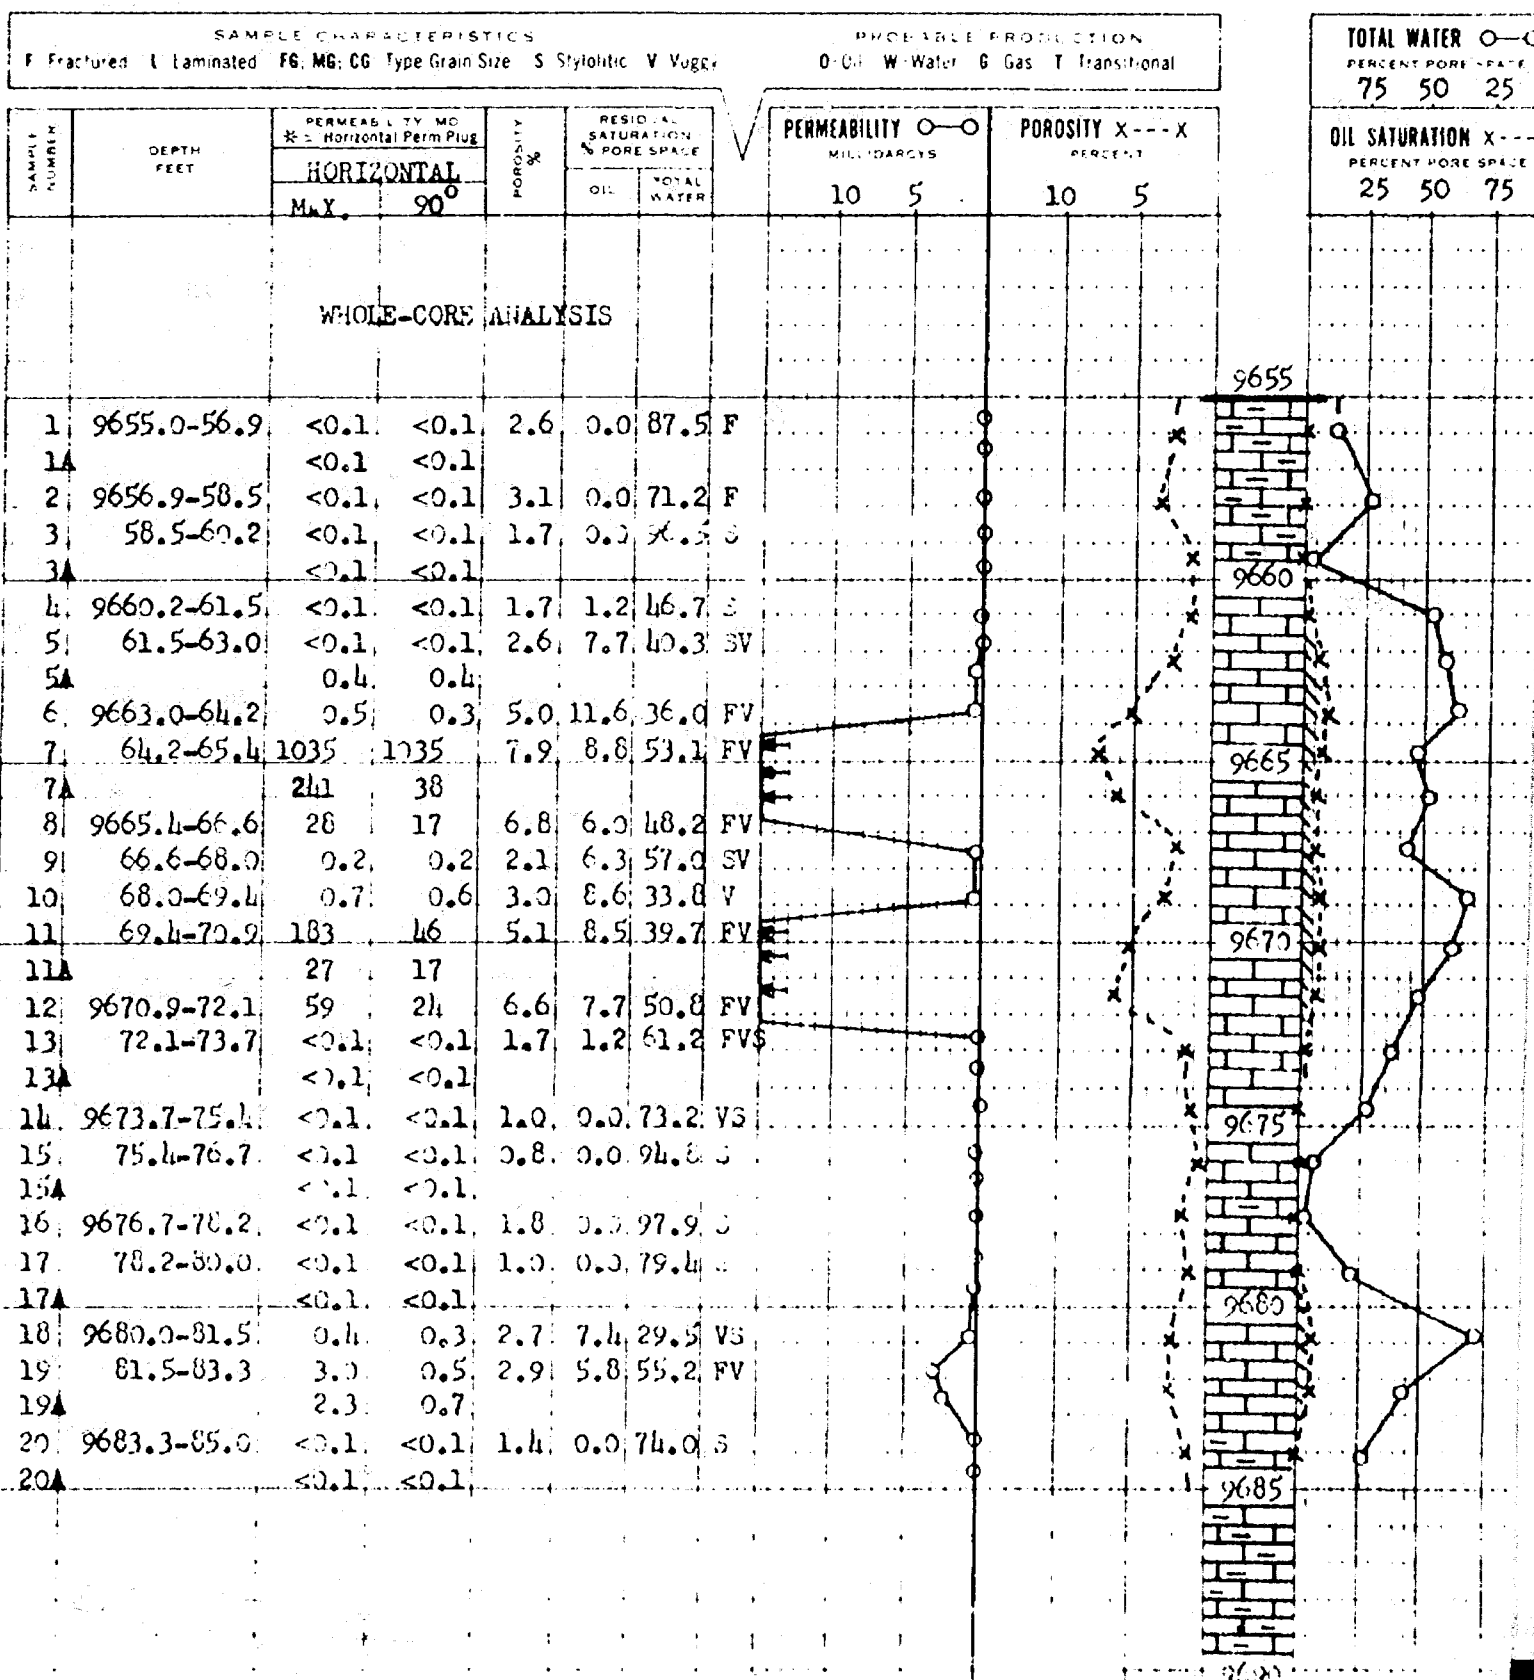 SAMPLE CHARACTERISTICS
F Fractured L Laminated FG; MG; CG Type Grain Size S Stylolitic V Vuggy
PROBABLE PRODUCTION
O-Oil W-Water G Gas T Transitional
TOTAL WATER O—O
PERCENT PORE SPACE
75 50 25
SAMPLE NUMBER
DEPTH FEET
PERMEABILITY MD
* = Horizontal Perm Plug
HORIZONTAL
MAX. 90°
POROSITY %
RESIDUAL SATURATION % PORE SPACE
OIL TOTAL WATER
PERMEABILITY O—O
MILLIDARCYS
10 5
POROSITY X---X
PERCENT
10 5
OIL SATURATION X---
PERCENT PORE SPACE
25 50 75
WHOLE-CORE ANALYSIS
9655
1 9655.0-56.9 <0.1 <0.1 2.6 0.0 87.5 F
1A <0.1 <0.1
2 9656.9-58.5 <0.1 <0.1 3.1 0.0 71.2 F
3 58.5-60.2 <0.1 <0.1 1.7 0.0 S
3A <0.1 <0.1
9660
4 9660.2-61.5 <0.1 <0.1 1.7 1.2 46.7 S
5 61.5-63.0 <0.1 <0.1 2.6 7.7 40.3 SV
5A 0.4 0.4
6 9663.0-64.2 0.5 0.3 5.0 11.6 36.0 FV
7 64.2-65.4 1035 1035 7.9 8.8 53.1 FV
9665
7A 241 38
8 9665.4-66.6 28 17 6.8 6.0 48.2 FV
9 66.6-68.0 0.2 0.2 2.1 6.3 57.0 SV
10 68.0-69.4 0.7 0.6 3.0 8.6 33.8 V
11 69.4-70.9 183 46 5.1 8.5 39.7 FV
9670
11A 27 17
12 9670.9-72.1 59 24 6.6 7.7 50.8 FV
13 72.1-73.7 <0.1 <0.1 1.7 1.2 61.2 FVS
13A <0.1 <0.1
14 9673.7-75.4 <0.1 <0.1 1.0 0.0 73.2 VS
9675
15 75.4-76.7 <0.1 <0.1 0.8 0.0 94.8 S
15A <0.1 <0.1
16 9676.7-78.2 <0.1 <0.1 1.8 0.0 97.9 S
17 78.2-80.0 <0.1 <0.1 1.0 0.0 79.4
17A <0.1 <0.1
9680
18 9680.0-81.5 0.4 0.3 2.7 7.4 29.5 VS
19 81.5-83.3 3.0 0.5 2.9 5.8 55.2 FV
19A 2.3 0.7
20 9683.3-85.0 <0.1 <0.1 1.4 0.0 74.0 S
20A <0.1 <0.1
9685
9690